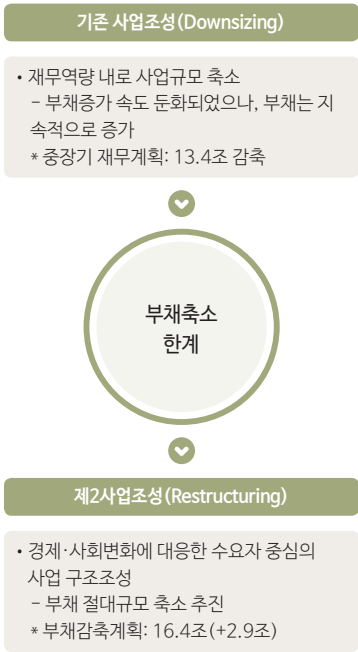 기존 사업조성(Downsizing)
• 재무역량 내로 사업규모 축소
- 부채증가 속도 둔화되었으나, 부채는 지
속적으로 증가
* 중장기 재무계획: 13.4조 감축
부채축소
한계
제2사업조성(Restructuring)
• 경제·사회변화에 대응한 수요자 중심의
사업 구조조성
- 부채 절대규모 축소 추진
* 부채감축계획: 16.4조(+2.9조)